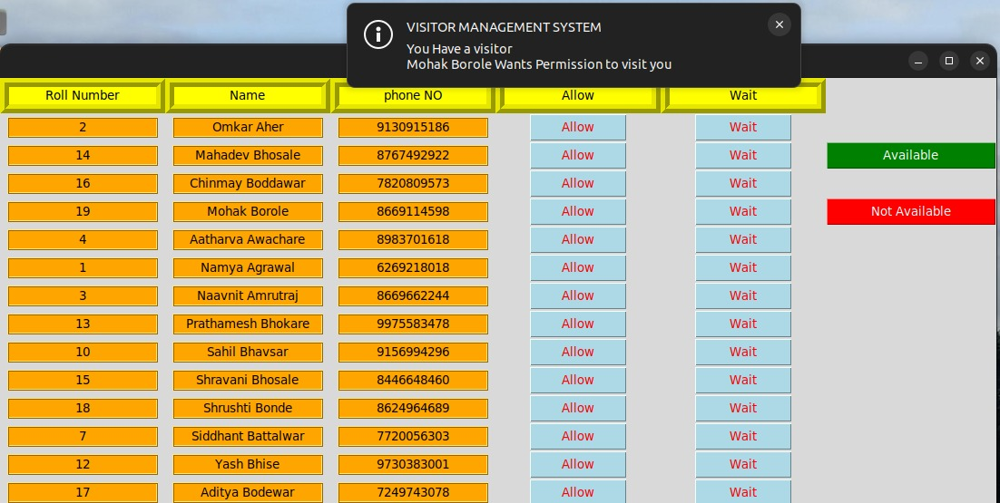 VISITOR MANAGEMENT SYSTEM
You Have a visitor
Mohak Borole Wants Permission to visit you
Roll Number Name phone NO Allow Wait
2 Omkar Aher 9130915186 Allow Wait
14 Mahadev Bhosale 8767492922 Allow Wait Available
16 Chinmay Boddawar 7820809573 Allow Wait
19 Mohak Borole 8669114598 Allow Wait Not Available
4 Aatharva Awachare 8983701618 Allow Wait
1 Namya Agrawal 6269218018 Allow Wait
3 Naavnit Amrutraj 8669662244 Allow Wait
13 Prathamesh Bhokare 9975583478 Allow Wait
10 Sahil Bhavsar 9156994296 Allow Wait
15 Shravani Bhosale 8446648460 Allow Wait
18 Shrushti Bonde 8624964689 Allow Wait
7 Siddhant Battalwar 7720056303 Allow Wait
12 Yash Bhise 9730383001 Allow Wait
17 Aditya Bodewar 7249743078 Allow Wait